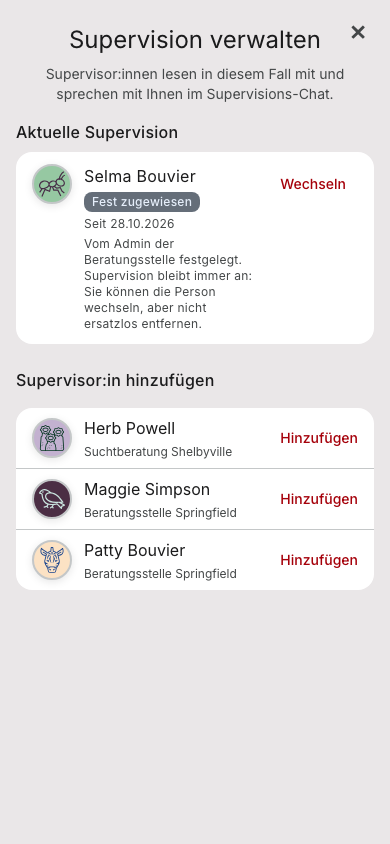 Supervision verwalten
Supervisor:innen lesen in diesem Fall mit und
sprechen mit Ihnen im Supervisions-Chat.
Aktuelle Supervision
Selma Bouvier
Wechseln
Fest zugewiesen
Seit 28.10.2026
Vom Admin der
Beratungsstelle festgelegt.
Supervision bleibt immer an:
Sie können die Person
wechseln, aber nicht
ersatzlos entfernen.
Supervisor:in hinzufügen
Herb Powell
Suchtberatung Shelbyville
Hinzufügen
Maggie Simpson
Beratungsstelle Springfield
Hinzufügen
Patty Bouvier
Beratungsstelle Springfield
Hinzufügen